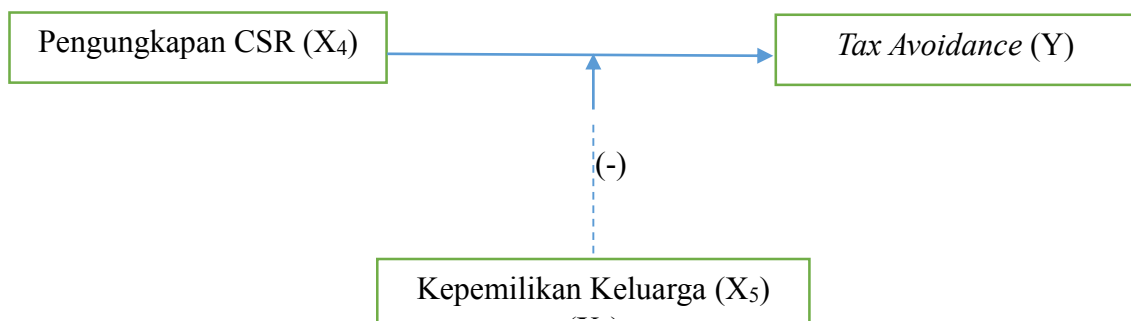 Pengungkapan CSR (X₄)
Tax Avoidance (Y)
(-)
Kepemilikan Keluarga (X₅)